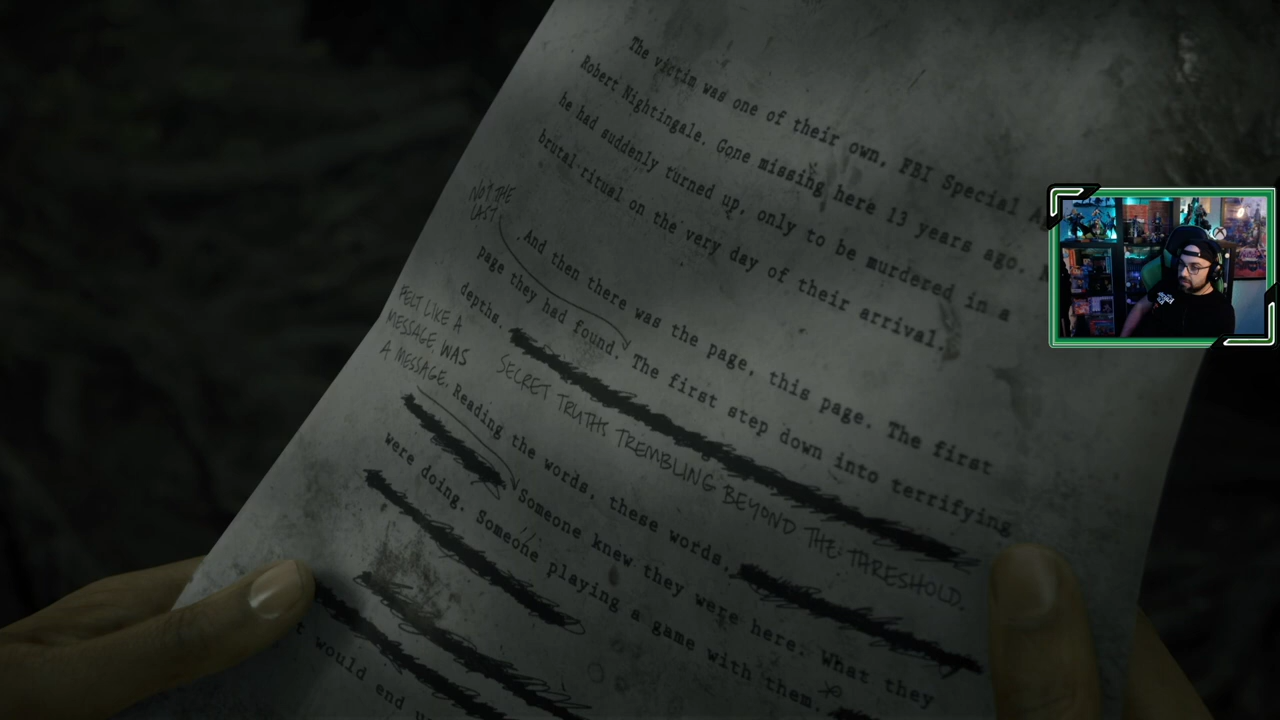 The victim was one of their own, FBI Special
Robert Nightingale. Gone missing here 13 years ago.
he had suddenly turned up, only to be murdered in a
brutal ritual on the very day of their arrival.
NOT THE
LAST
. And then there was the page, this page. The first
page they had found. The first step down into terrifying
depths.
SECRET TRUTHS TREMBLING BEYOND THE THRESHOLD.
FELT LIKE A
MESSAGE, WAS
A MESSAGE.
Reading the words, these words,
Someone knew they were here. What they
were doing. Someone playing a game with them.
would end